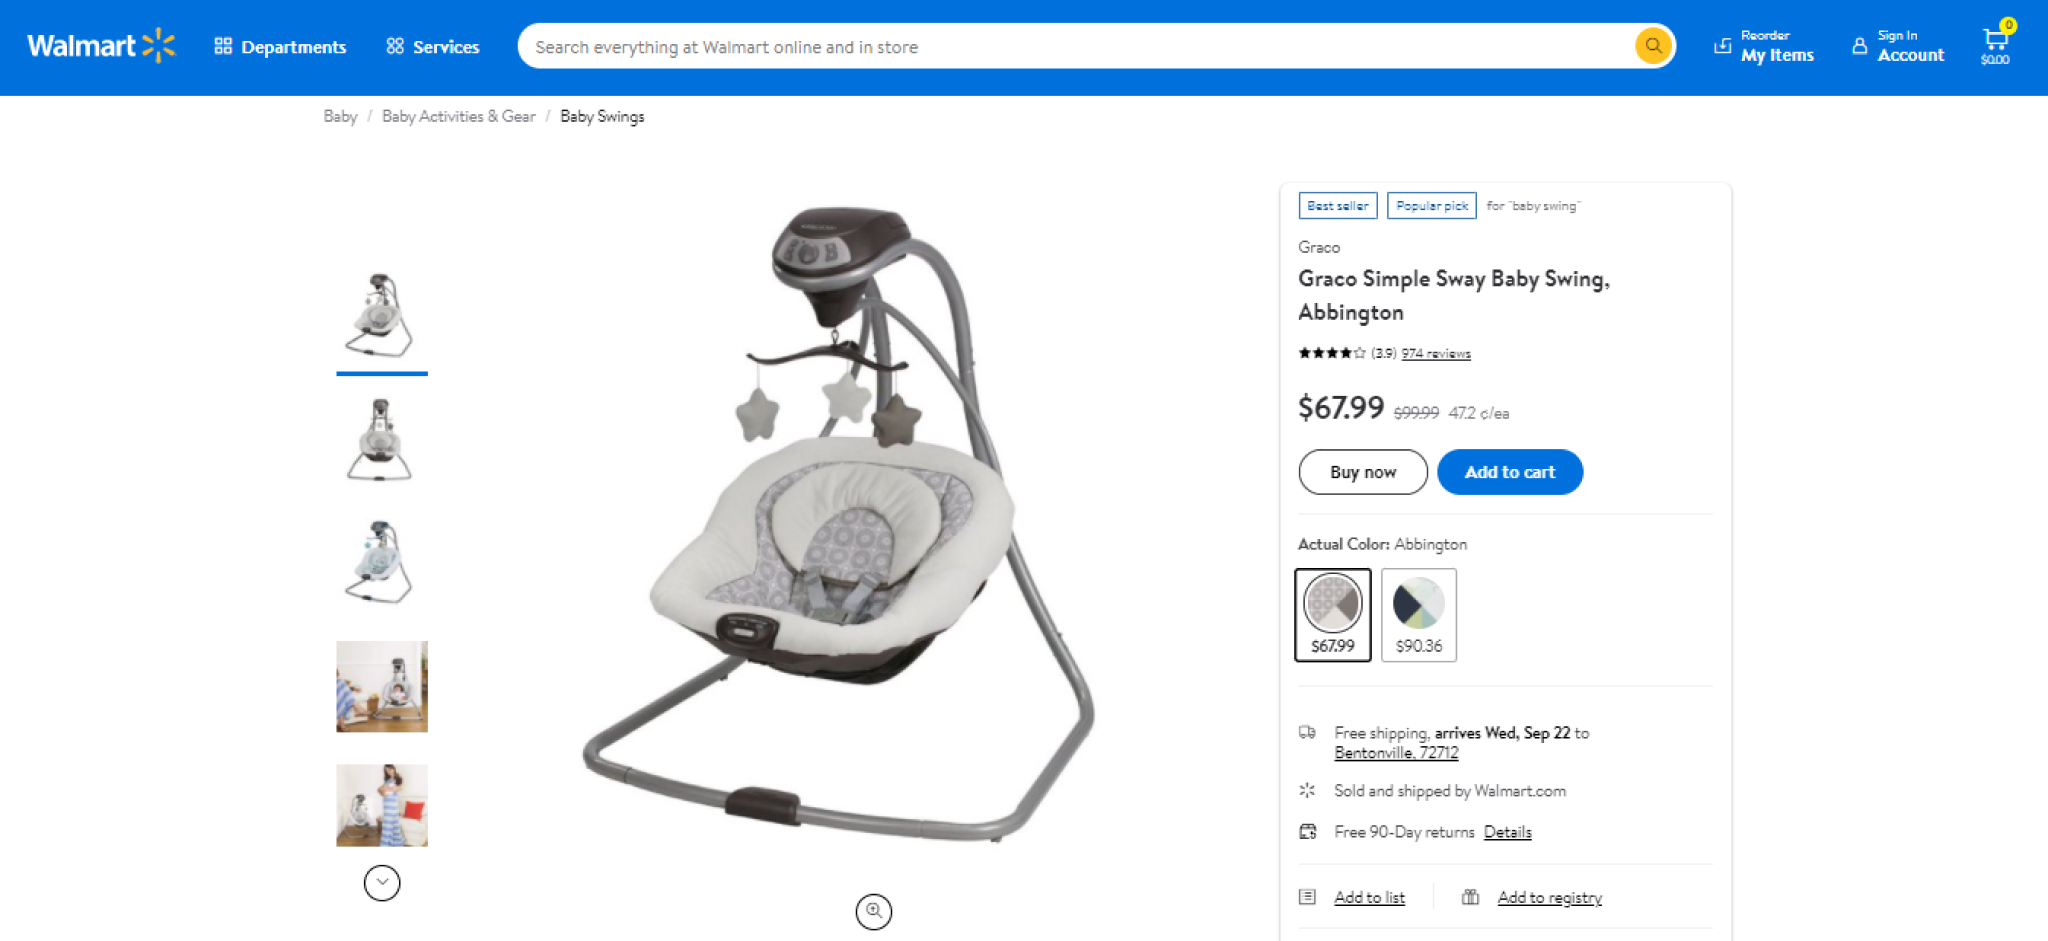 Walmart
Departments
Services
Search everything at Walmart online and in store
Reorder
My Items
Sign In
Account
0
$0.00
Baby / Baby Activities & Gear / Baby Swings
Best seller
Popular pick
for "baby swing"
Graco
Graco Simple Sway Baby Swing,
Abbington
(3.9) 974 reviews
$67.99 $99.99 47.2 ¢/ea
Buy now
Add to cart
Actual Color: Abbington
$67.99
$90.36
Free shipping, arrives Wed, Sep 22 to
Bentonville, 72712
Sold and shipped by Walmart.com
Free 90-Day returns Details
Add to list
Add to registry